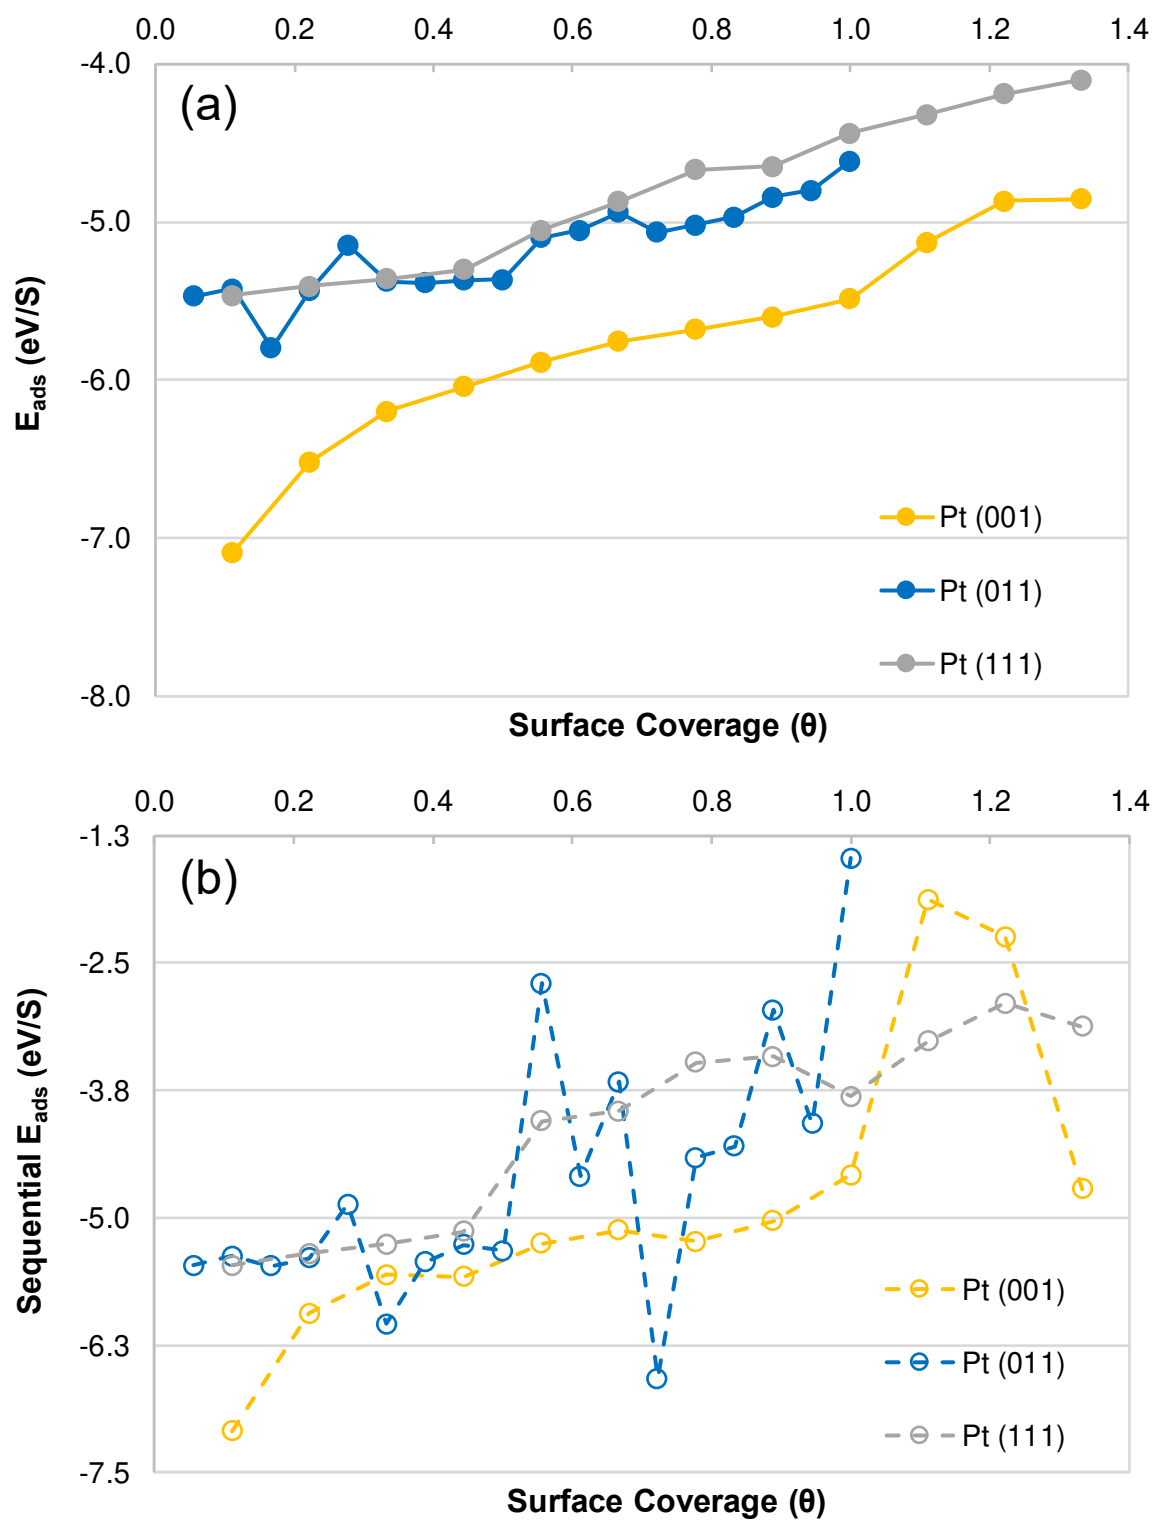 0.0 0.2 0.4 0.6 0.8 1.0 1.2 1.4
-4.0
(a)
-5.0
E_ads (eV/S)
-6.0
-7.0
Pt (001)
Pt (011)
Pt (111)
-8.0
Surface Coverage (θ)
0.0 0.2 0.4 0.6 0.8 1.0 1.2 1.4
-1.3
(b)
-2.5
-3.8
Sequential E_ads (eV/S)
-5.0
Pt (001)
-6.3
Pt (011)
Pt (111)
-7.5
Surface Coverage (θ)